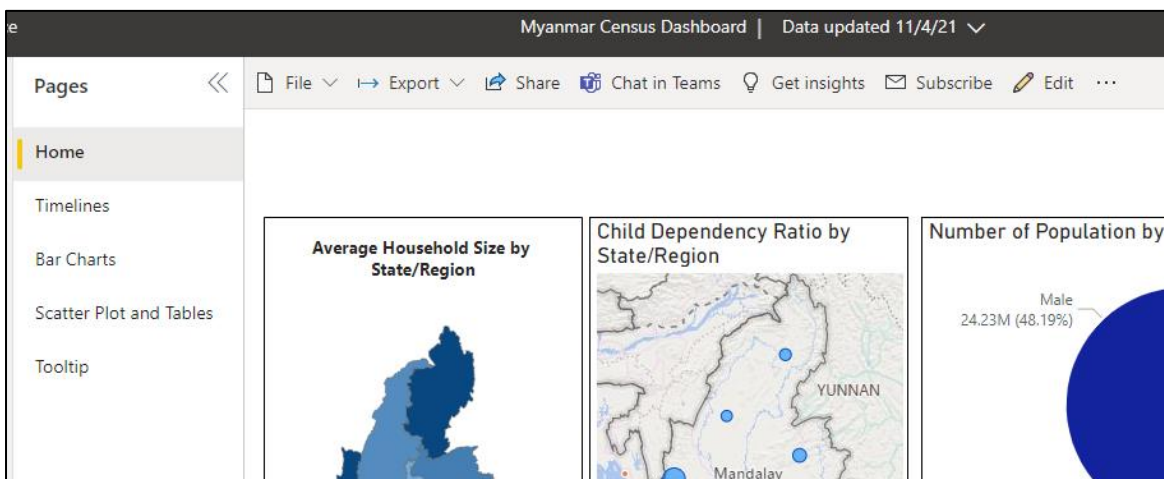 Myanmar Census Dashboard | Data updated 11/4/21
Pages
File Export Share Chat in Teams Get insights Subscribe Edit ...
Home
Timelines
Bar Charts
Scatter Plot and Tables
Tooltip
Average Household Size by
State/Region
Child Dependency Ratio by
State/Region
YUNNAN
Mandalay
Number of Population by
Male
24.23M (48.19%)